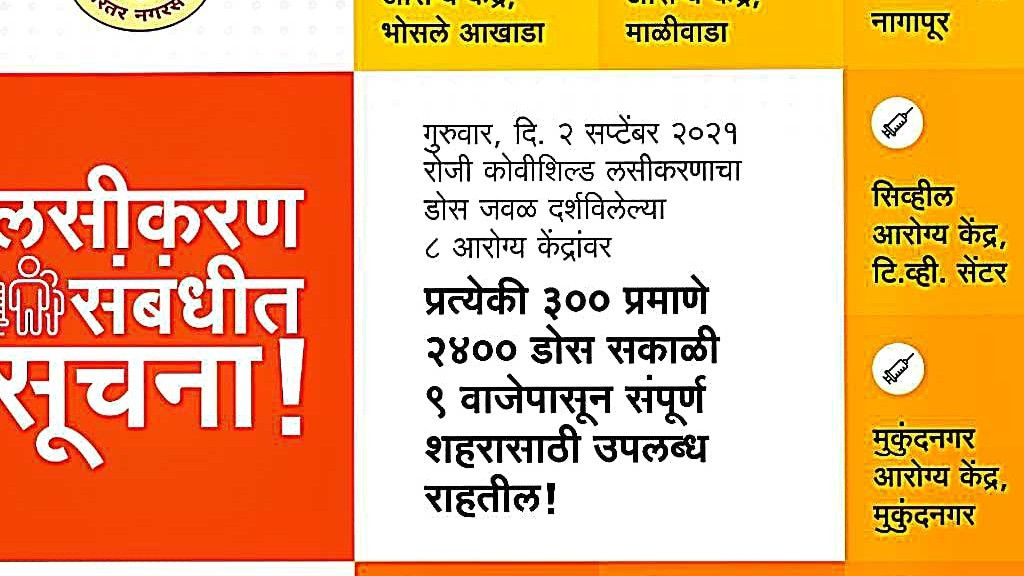 भोसले आखाडा
माळीवाडा
नागापूर
लसीकरण
संबंधीत
सूचना!
गुरुवार, दि. २ सप्टेंबर २०२१
रोजी कोवीशिल्ड लसीकरणाचा
डोस जवळ दर्शविलेल्या
८ आरोग्य केंद्रांवर
प्रत्येकी ३०० प्रमाणे
२४०० डोस सकाळी
९ वाजेपासून संपूर्ण
शहरासाठी उपलब्ध
राहतील!
सिव्हील
आरोग्य केंद्र,
टि.व्ही. सेंटर
मुकुंदनगर
आरोग्य केंद्र,
मुकुंदनगर